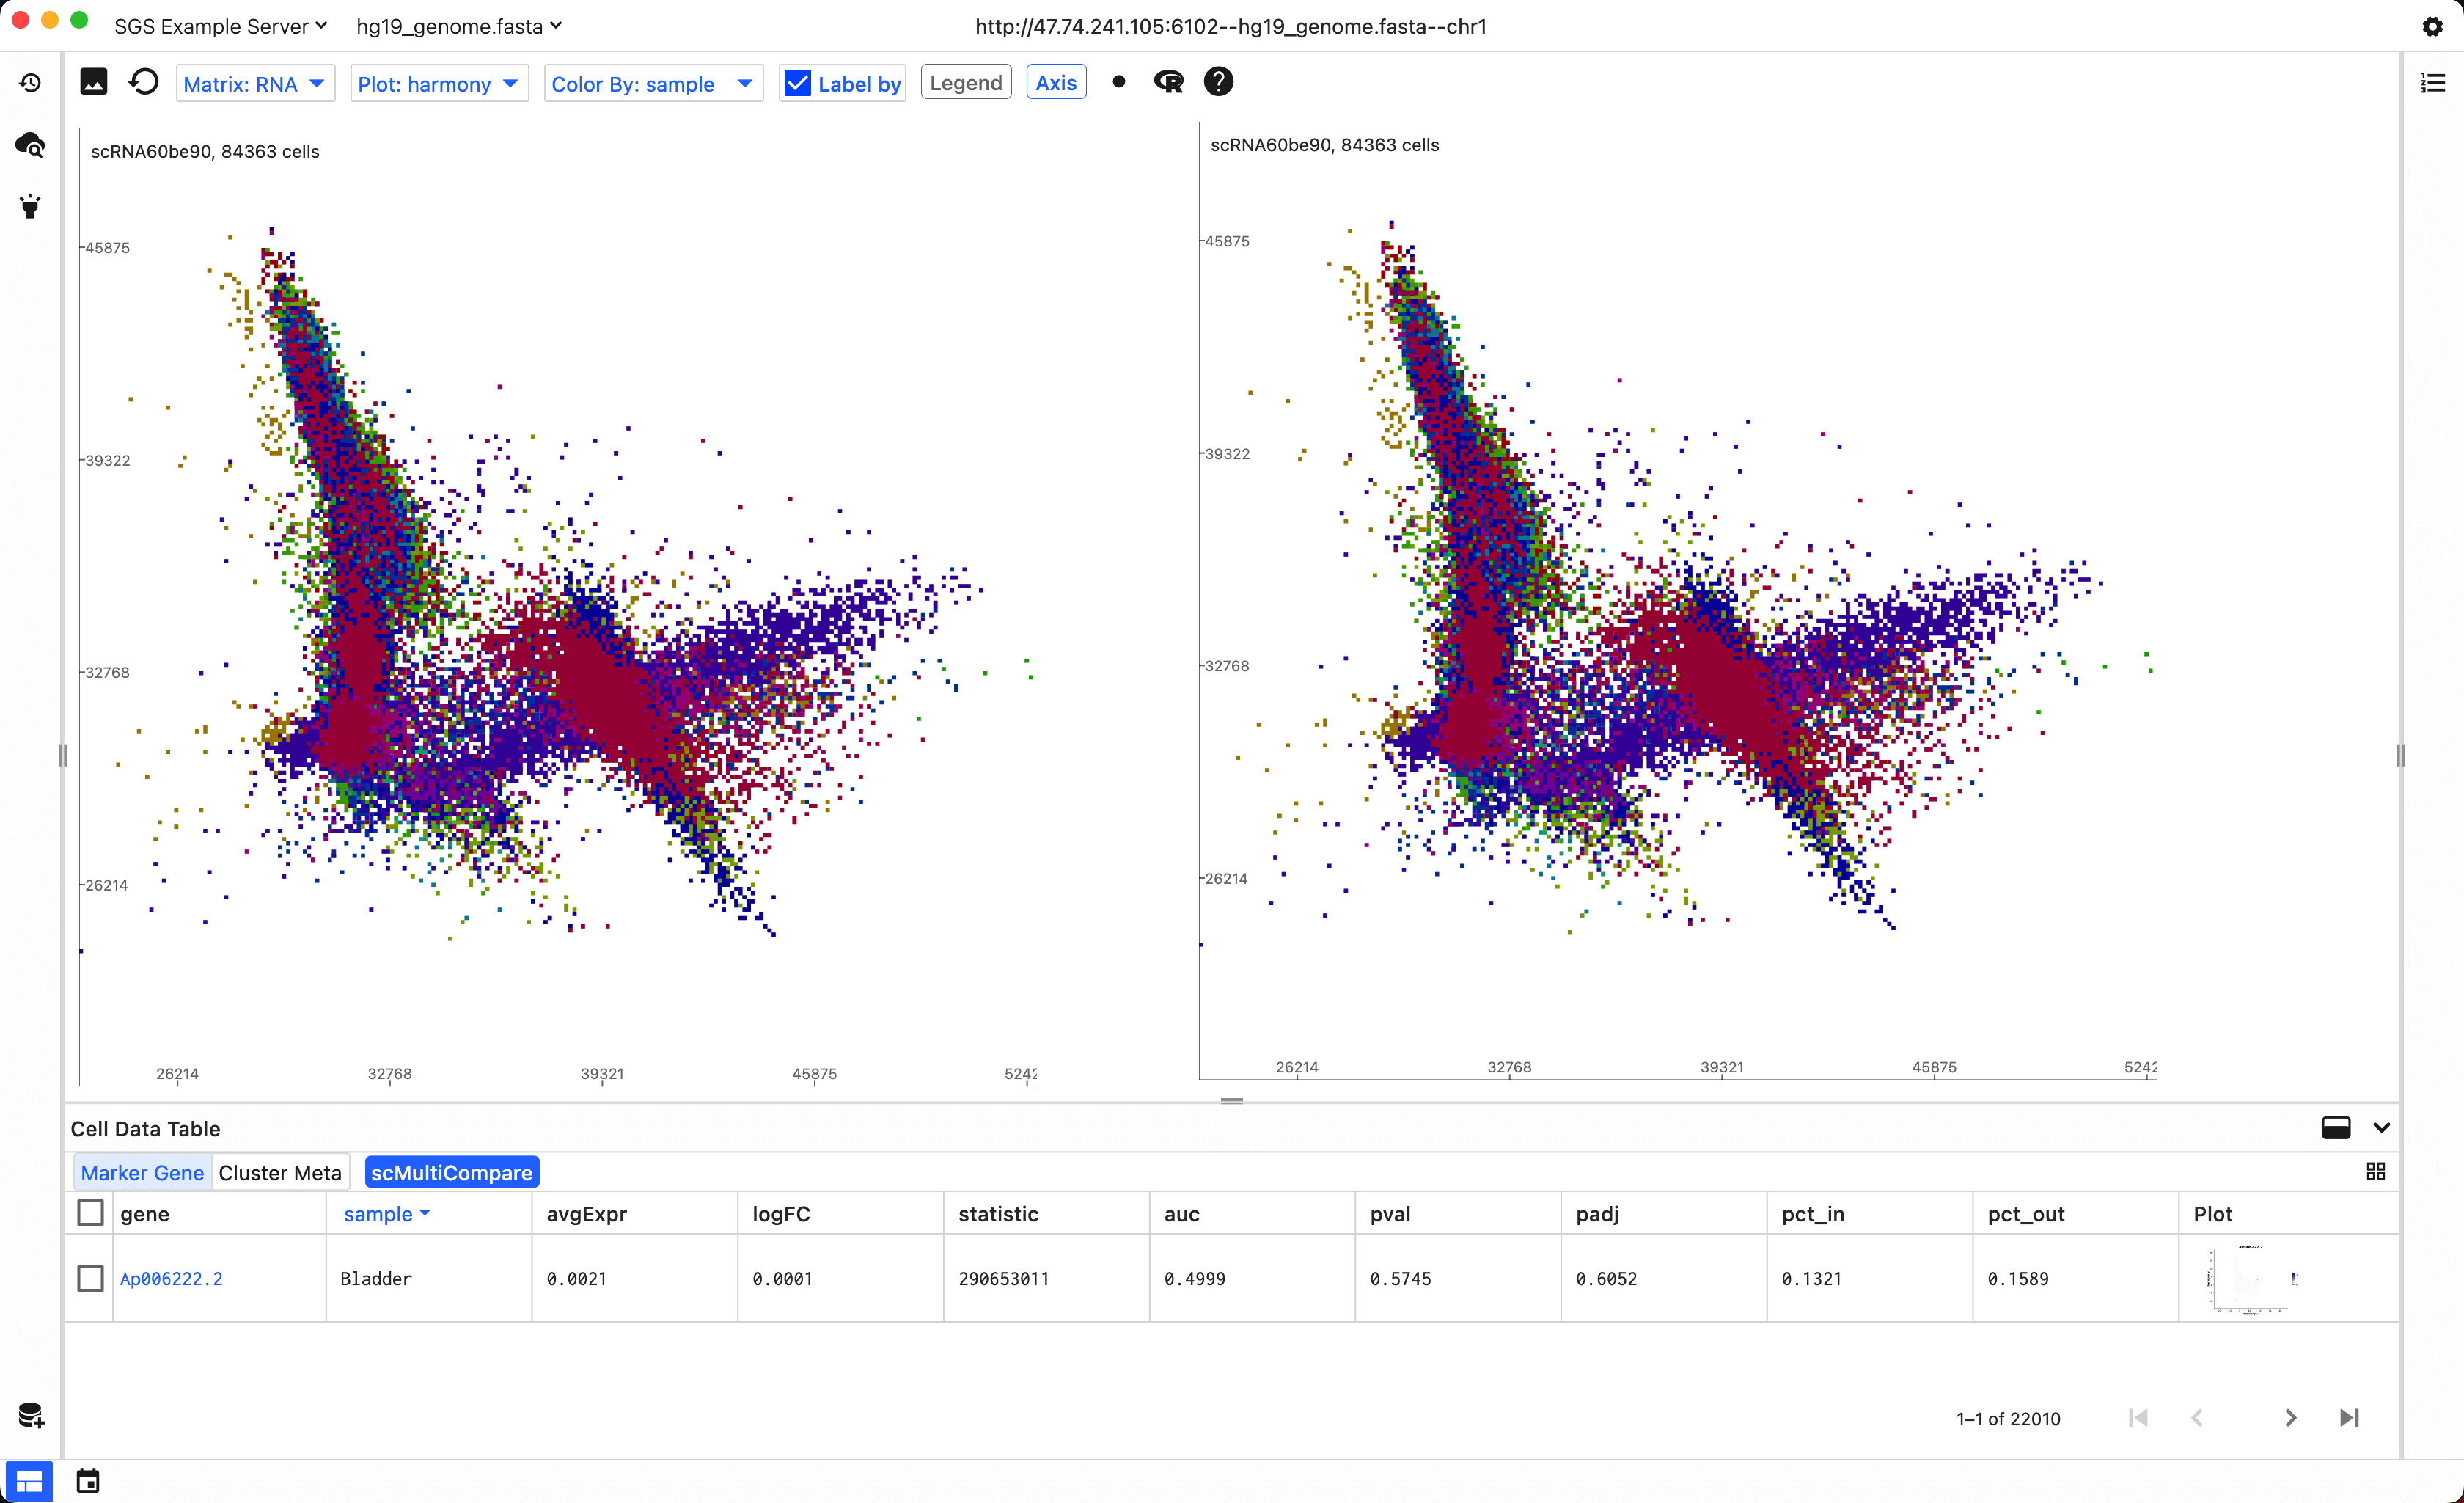 SGS Example Server hg19_genome.fasta http://47.74.241.105:6102--hg19_genome.fasta--chr1
Matrix: RNA Plot: harmony Color By: sample Label by Legend Axis R ?
scRNA60be90, 84363 cells
45875
39322
32768
26214
26214 32768 39321 45875 5242
scRNA60be90, 84363 cells
45875
39322
32768
26214
26214 32768 39321 45875 5242
Cell Data Table
Marker Gene Cluster Meta scMultiCompare
gene sample avgExpr logFC statistic auc pval padj pct_in pct_out Plot
Ap006222.2 Bladder 0.0021 0.0001 290653011 0.4999 0.5745 0.6052 0.1321 0.1589
AP006222.2
1–1 of 22010